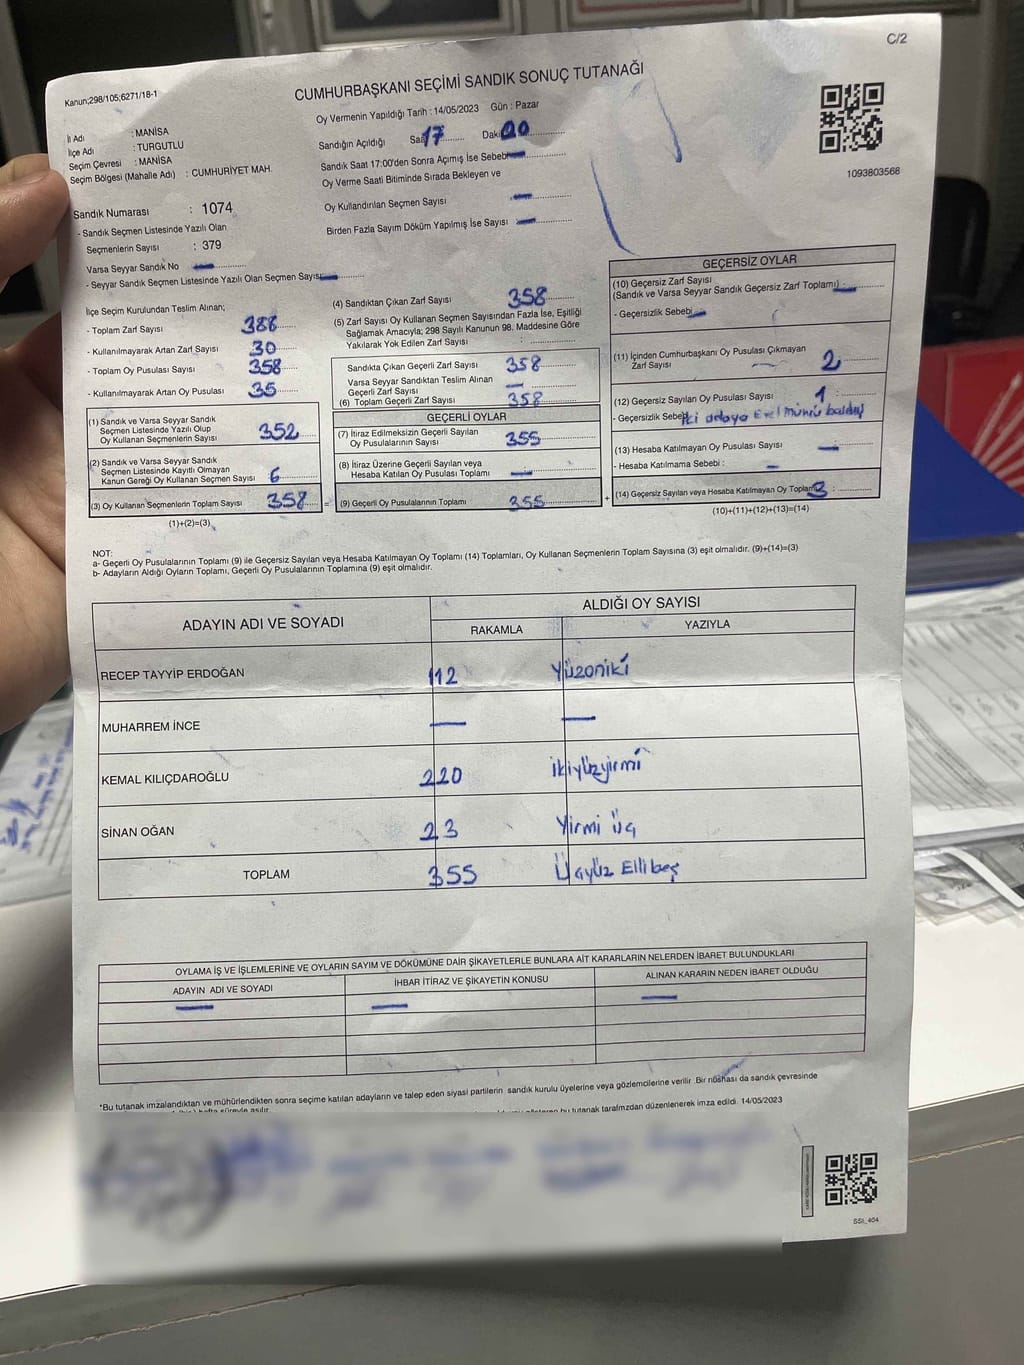 C/2
Kanun;298/105;6271/18-1
CUMHURBAŞKANI SEÇİMİ SANDIK SONUÇ TUTANAĞI
Oy Vermenin Yapıldığı Tarih : 14/05/2023 Gün : Pazar
İl Adı : MANİSA
İlçe Adı : TURGUTLU
Seçim Çevresi : MANİSA
Seçim Bölgesi (Mahalle Adı) : CUMHURİYET MAH.
Sandığın Açıldığı Saat 17 Dakika 00
Sandık Saat 17:00'den Sonra Açımış İse Sebebi —
Oy Verme Saati Bitiminde Sırada Bekleyen ve
Oy Kullandırılan Seçmen Sayısı —
Birden Fazla Sayım Döküm Yapılmış İse Sayısı —
1093803568
Sandık Numarası : 1074
- Sandık Seçmen Listesinde Yazılı Olan
Seçmenlerin Sayısı : 379
Varsa Seyyar Sandık No —
- Seyyar Sandık Seçmen Listesinde Yazılı Olan Seçmen Sayısı —
İlçe Seçim Kurulundan Teslim Alınan;
- Toplam Zarf Sayısı 388
- Kullanılmayarak Artan Zarf Sayısı 30
- Toplam Oy Pusulası Sayısı 358
- Kullanılmayarak Artan Oy Pusulası 35
(1) Sandık ve Varsa Seyyar Sandık
Seçmen Listesinde Yazılı Olup
Oy Kullanan Seçmenlerin Sayısı 352
(2) Sandık ve Varsa Seyyar Sandık
Seçmen Listesinde Kayıtlı Olmayan
Kanun Gereği Oy Kullanan Seçmen Sayısı 6
(3) Oy Kullanan Seçmenlerin Toplam Sayısı 358
(1)+(2)=(3)
(4) Sandıktan Çıkan Zarf Sayısı 358
(5) Zarf Sayısı Oy Kullanan Seçmen Sayısından Fazla İse, Eşitliği
Sağlamak Amacıyla; 298 Sayılı Kanunun 98. Maddesine Göre
Yakılarak Yok Edilen Zarf Sayısı :
Sandıkta Çıkan Geçerli Zarf Sayısı 358
Varsa Seyyar Sandıktan Teslim Alınan
Geçerli Zarf Sayısı —
(6) Toplam Geçerli Zarf Sayısı 358
GEÇERLİ OYLAR
(7) İtiraz Edilmeksizin Geçerli Sayılan
Oy Pusulalarının Sayısı 355
(8) İtiraz Üzerine Geçerli Sayılan veya
Hesaba Katılan Oy Pusulası Toplamı —
(9) Geçerli Oy Pusulalarının Toplamı 355
GEÇERSİZ OYLAR
(10) Geçersiz Zarf Sayısı
(Sandık ve Varsa Seyyar Sandık Geçersiz Zarf Toplamı) —
- Geçersizlik Sebebi —
(11) İçinden Cumhurbaşkanı Oy Pusulası Çıkmayan
Zarf Sayısı 2
(12) Geçersiz Sayılan Oy Pusulası Sayısı 1
- Geçersizlik Sebebi İki adaya Evet mührü
(13) Hesaba Katılmayan Oy Pusulası Sayısı —
- Hesaba Katılmama Sebebi : —
(14) Geçersiz Sayılan veya Hesaba Katılmayan Oy Toplamı 3
(10)+(11)+(12)+(13)=(14)
NOT:
a- Geçerli Oy Pusulalarının Toplamı (9) ile Geçersiz Sayılan veya Hesaba Katılmayan Oy Toplamı (14) Toplamları, Oy Kullanan Seçmenlerin Toplam Sayısına (3) eşit olmalıdır. (9)+(14)=(3)
b- Adayların Aldığı Oyların Toplamı, Geçerli Oy Pusulalarının Toplamına (9) eşit olmalıdır.
ADAYIN ADI VE SOYADI ALDIĞI OY SAYISI
RAKAMLA YAZIYLA
RECEP TAYYİP ERDOĞAN 112 Yüzoniki
MUHARREM İNCE — —
KEMAL KILIÇDAROĞLU 220 ikiyüzyirmi
SİNAN OĞAN 23 Yirmi üç
TOPLAM 355 Üçyüz Ellibeş
OYLAMA İŞ VE İŞLEMLERİNE VE OYLARIN SAYIM VE DÖKÜMÜNE DAİR ŞİKAYETLERLE BUNLARA AİT KARARLARIN NELERDEN İBARET BULUNDUKLARI
ADAYIN ADI VE SOYADI İHBAR İTİRAZ VE ŞİKAYETİN KONUSU ALINAN KARARIN NEDEN İBARET OLDUĞU
— — —
*Bu tutanak imzalandıktan ve mühürlendikten sonra seçime katılan adayların ve talep eden siyasi partilerin sandık kurulu üyelerine veya gözlemcilerine verilir .Bir nüshası da sandık çevresinde
hafta süreyle asılır. bu tutanak tarafımızdan düzenlenerek imza edildi. 14/05/2023
SSI_404